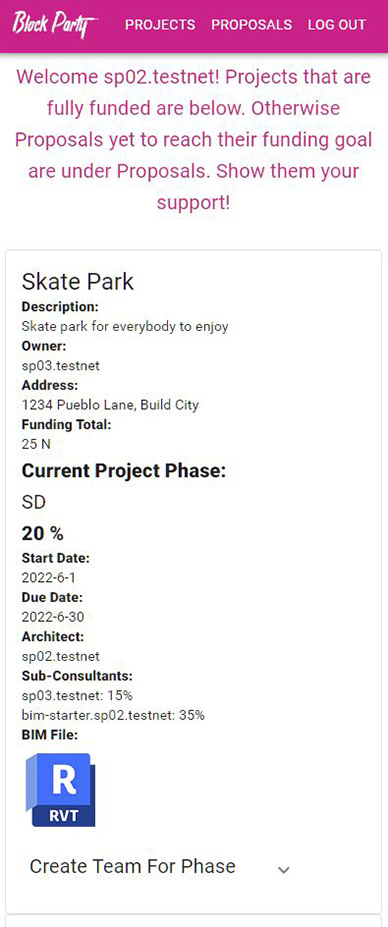 Block Party PROJECTS PROPOSALS LOG OUT
Welcome sp02.testnet! Projects that are
fully funded are below. Otherwise
Proposals yet to reach their funding goal
are under Proposals. Show them your
support!
Skate Park
Description:
Skate park for everybody to enjoy
Owner:
sp03.testnet
Address:
1234 Pueblo Lane, Build City
Funding Total:
25 N
Current Project Phase:
SD
20 %
Start Date:
2022-6-1
Due Date:
2022-6-30
Architect:
sp02.testnet
Sub-Consultants:
sp03.testnet: 15%
bim-starter.sp02.testnet: 35%
BIM File:
R
RVT
Create Team For Phase